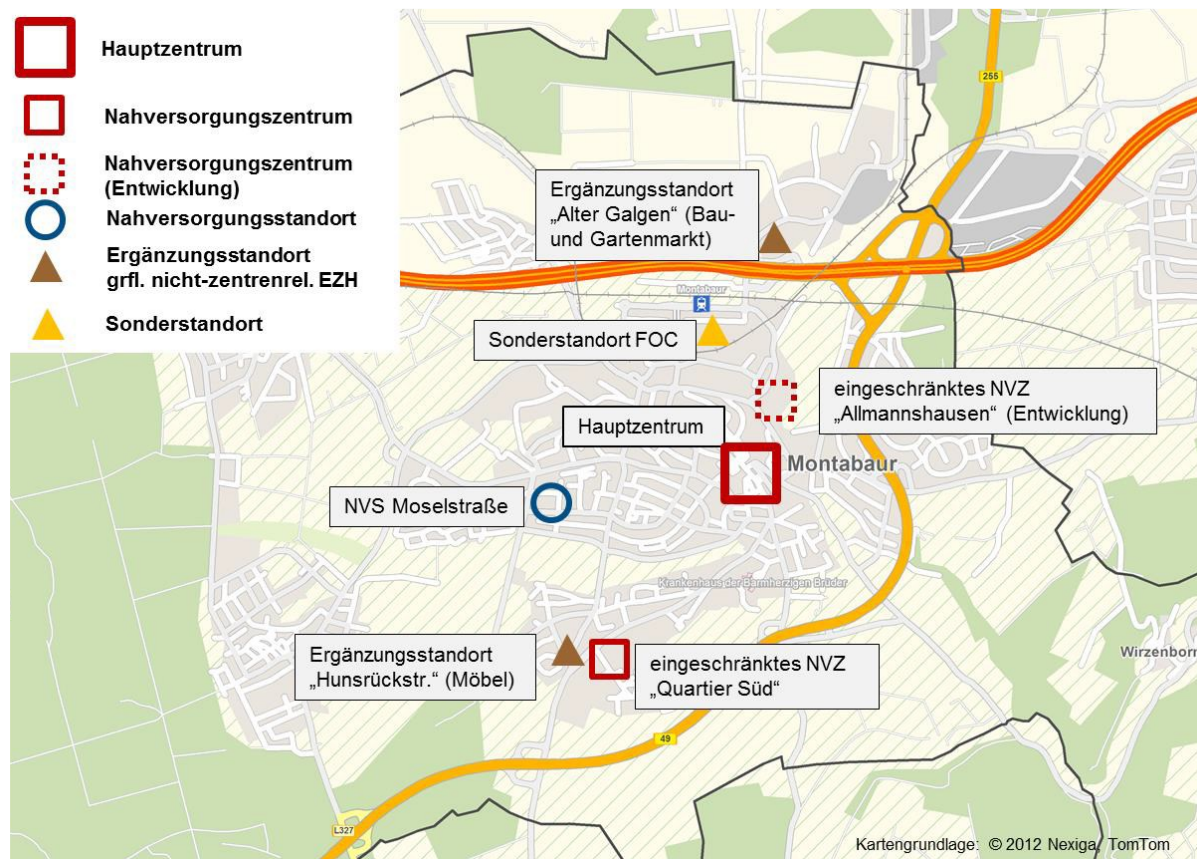 Hauptzentrum
Nahversorgungszentrum
Nahversorgungszentrum
(Entwicklung)
Nahversorgungsstandort
Ergänzungsstandort
grfl. nicht-zentrenrel. EZH
Sonderstandort
255
Ergänzungsstandort
„Alter Galgen“ (Bau-
und Gartenmarkt)
Montabaur
Sonderstandort FOC
eingeschränktes NVZ
„Allmannshausen“ (Entwicklung)
Hauptzentrum
Montabaur
NVS Moselstraße
Krankenhaus der Barmherzigen Brüder
Ergänzungsstandort
„Hunsrückstr.“ (Möbel)
eingeschränktes NVZ
„Quartier Süd“
Wirzenborn
49
L327
Kartengrundlage: © 2012 Nexiga, TomTom